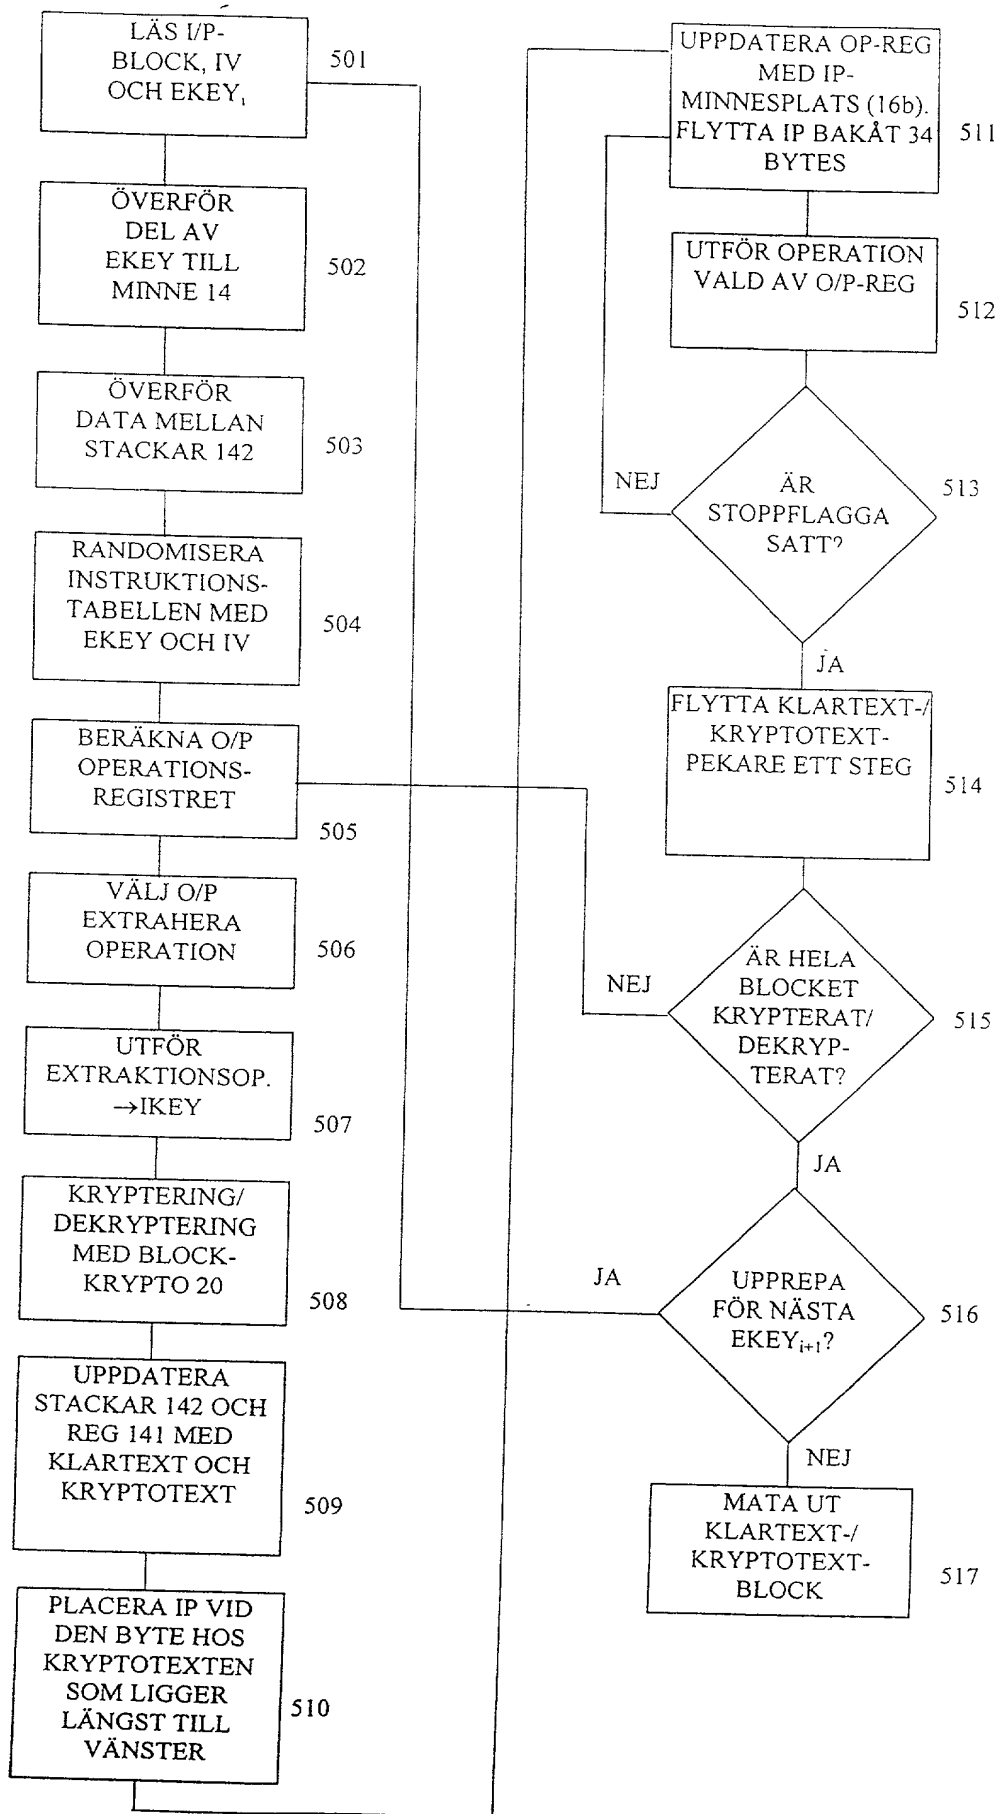 LÄS I/P-
BLOCK, IV
OCH EKEYi
501
ÖVERFÖR
DEL AV
EKEY TILL
MINNE 14
502
ÖVERFÖR
DATA MELLAN
STACKAR 142
503
RANDOMISERA
INSTRUKTIONS-
TABELLEN MED
EKEY OCH IV
504
BERÄKNA O/P
OPERATIONS-
REGISTRET
505
VÄLJ O/P
EXTRAHERA
OPERATION
506
UTFÖR
EXTRAKTIONSOP.
→IKEY
507
KRYPTERING/
DEKRYPTERING
MED BLOCK-
KRYPTO 20
508
UPPDATERA
STACKAR 142 OCH
REG 141 MED
KLARTEXT OCH
KRYPTOTEXT
509
PLACERA IP VID
DEN BYTE HOS
KRYPTOTEXTEN
SOM LIGGER
LÄNGST TILL
VÄNSTER
510
UPPDATERA OP-REG
MED IP-
MINNESPLATS (16b).
FLYTTA IP BAKÅT 34
BYTES
511
UTFÖR OPERATION
VALD AV O/P-REG
512
ÄR
STOPPFLAGGA
SATT?
513
NEJ
JA
FLYTTA KLARTEXT-/
KRYPTOTEXT-
PEKARE ETT STEG
514
ÄR HELA
BLOCKET
KRYPTERAT/
DEKRYP-
TERAT?
515
NEJ
JA
UPPREPA
FÖR NÄSTA
EKEYi+1?
516
JA
NEJ
MATA UT
KLARTEXT-/
KRYPTOTEXT-
BLOCK
517